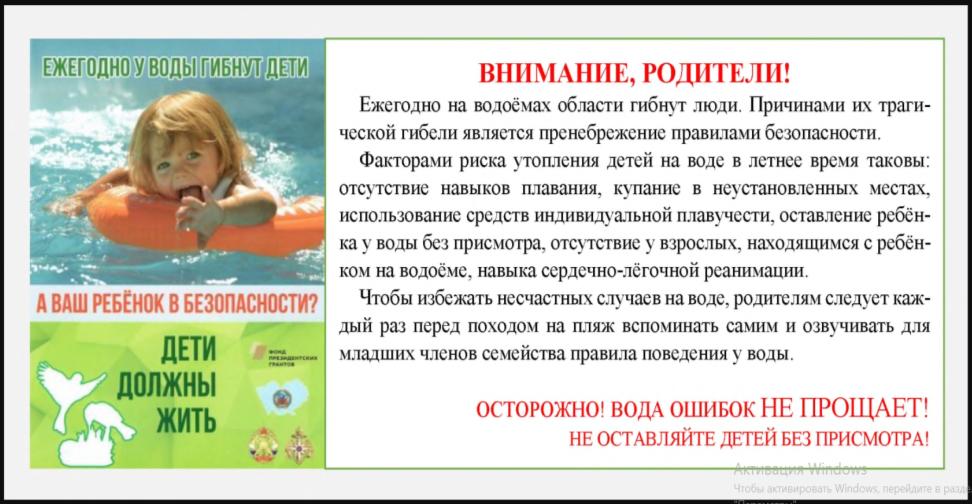 ЕЖЕГОДНО У ВОДЫ ГИБНУТ ДЕТИ
А ВАШ РЕБЁНОК В БЕЗОПАСНОСТИ?
ДЕТИ
ДОЛЖНЫ
ЖИТЬ
ФОНД
ПРЕЗИДЕНТСКИХ
ГРАНТОВ
ВНИМАНИЕ, РОДИТЕЛИ!
Ежегодно на водоёмах области гибнут люди. Причинами их траги-
ческой гибели является пренебрежение правилами безопасности.
Факторами риска утопления детей на воде в летнее время таковы:
отсутствие навыков плавания, купание в неустановленных местах,
использование средств индивидуальной плавучести, оставление ребён-
ка у воды без присмотра, отсутствие у взрослых, находящимся с ребён-
ком на водоёме, навыка сердечно-лёгочной реанимации.
Чтобы избежать несчастных случаев на воде, родителям следует каж-
дый раз перед походом на пляж вспоминать самим и озвучивать для
младших членов семейства правила поведения у воды.
ОСТОРОЖНО! ВОДА ОШИБОК НЕ ПРОЩАЕТ!
НЕ ОСТАВЛЯЙТЕ ДЕТЕЙ БЕЗ ПРИСМОТРА!
Активация Windows
Чтобы активировать Windows, перейдите в разд